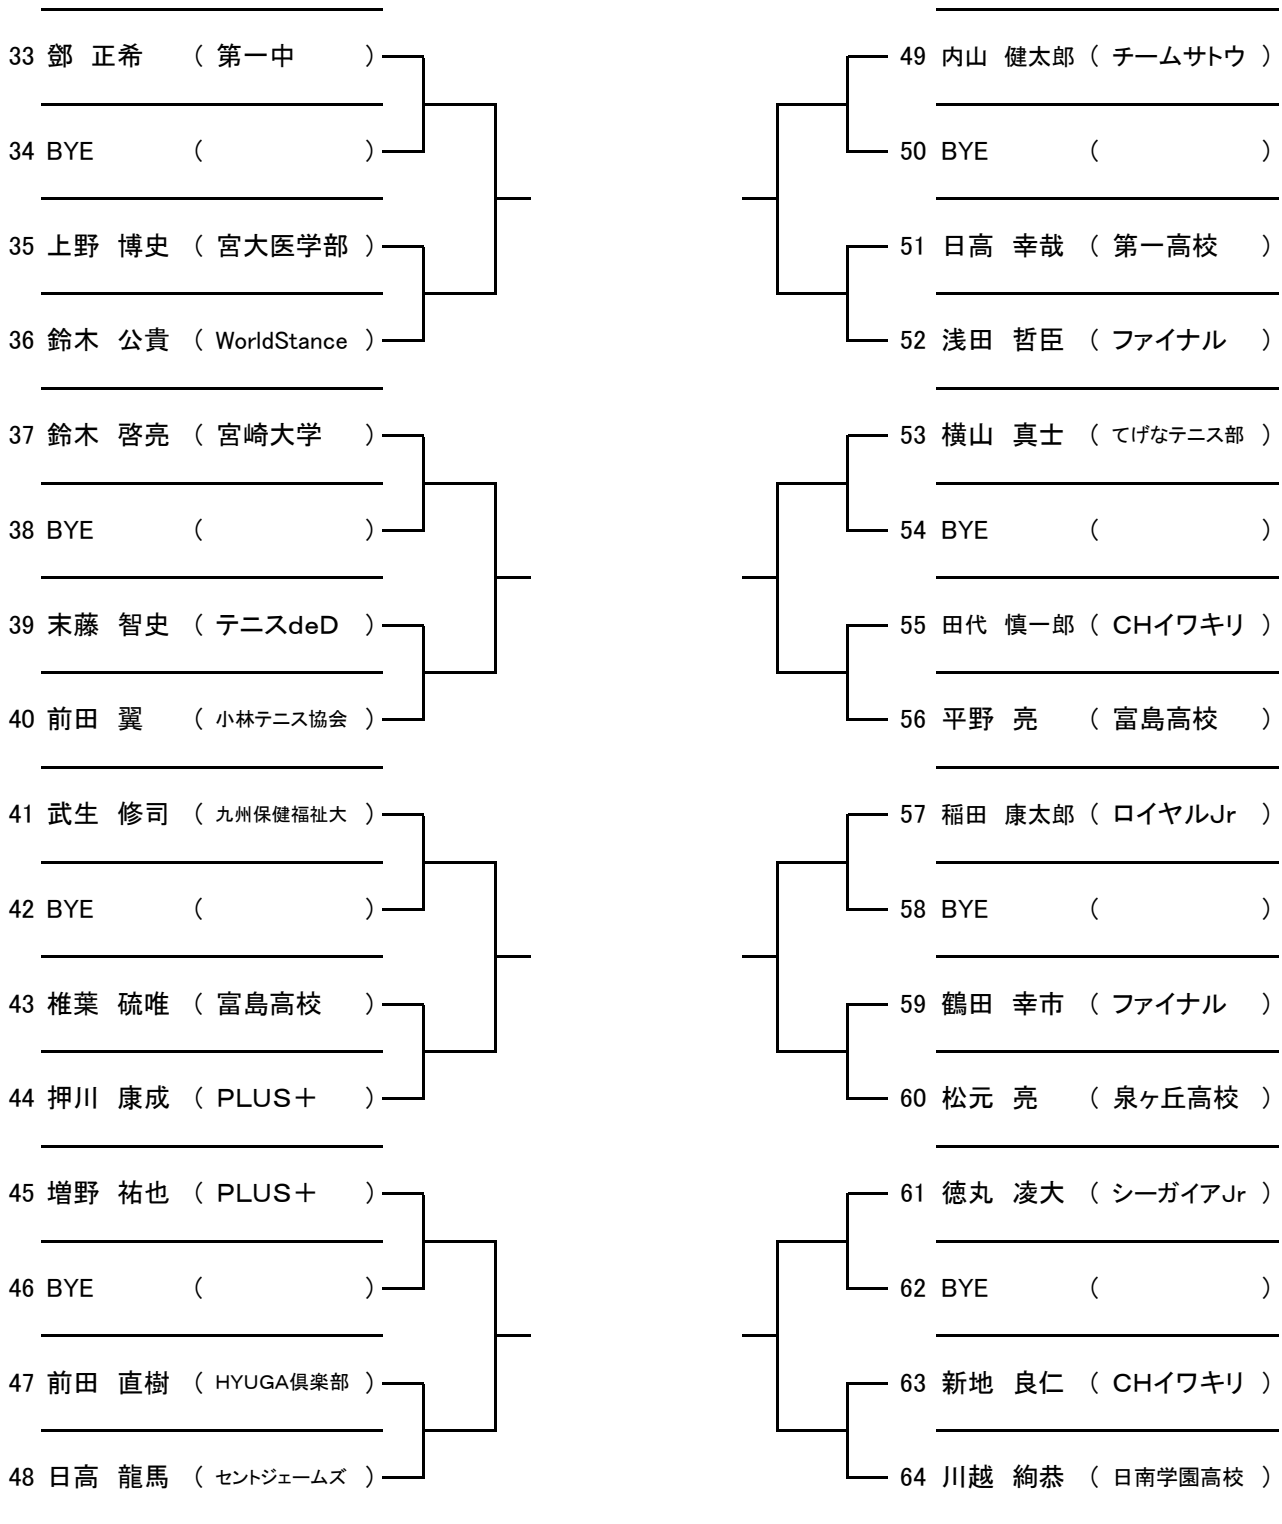 33 鄧 正希 ( 第一中 )
34 BYE ( )
35 上野 博史 ( 宮大医学部 )
36 鈴木 公貴 ( WorldStance )
37 鈴木 啓亮 ( 宮崎大学 )
38 BYE ( )
39 末藤 智史 ( テニスdeD )
40 前田 翼 ( 小林テニス協会 )
41 武生 修司 ( 九州保健福祉大 )
42 BYE ( )
43 椎葉 硫唯 ( 富島高校 )
44 押川 康成 ( PLUS＋ )
45 増野 祐也 ( PLUS＋ )
46 BYE ( )
47 前田 直樹 ( HYUGA倶楽部 )
48 日高 龍馬 ( セントジェームズ )
49 内山 健太郎 ( チームサトウ )
50 BYE ( )
51 日高 幸哉 ( 第一高校 )
52 浅田 哲臣 ( ファイナル )
53 横山 真士 ( てげなテニス部 )
54 BYE ( )
55 田代 慎一郎 ( CHイワキリ )
56 平野 亮 ( 富島高校 )
57 稲田 康太郎 ( ロイヤルJr )
58 BYE ( )
59 鶴田 幸市 ( ファイナル )
60 松元 亮 ( 泉ヶ丘高校 )
61 徳丸 凌大 ( シーガイアJr )
62 BYE ( )
63 新地 良仁 ( CHイワキリ )
64 川越 絢恭 ( 日南学園高校 )